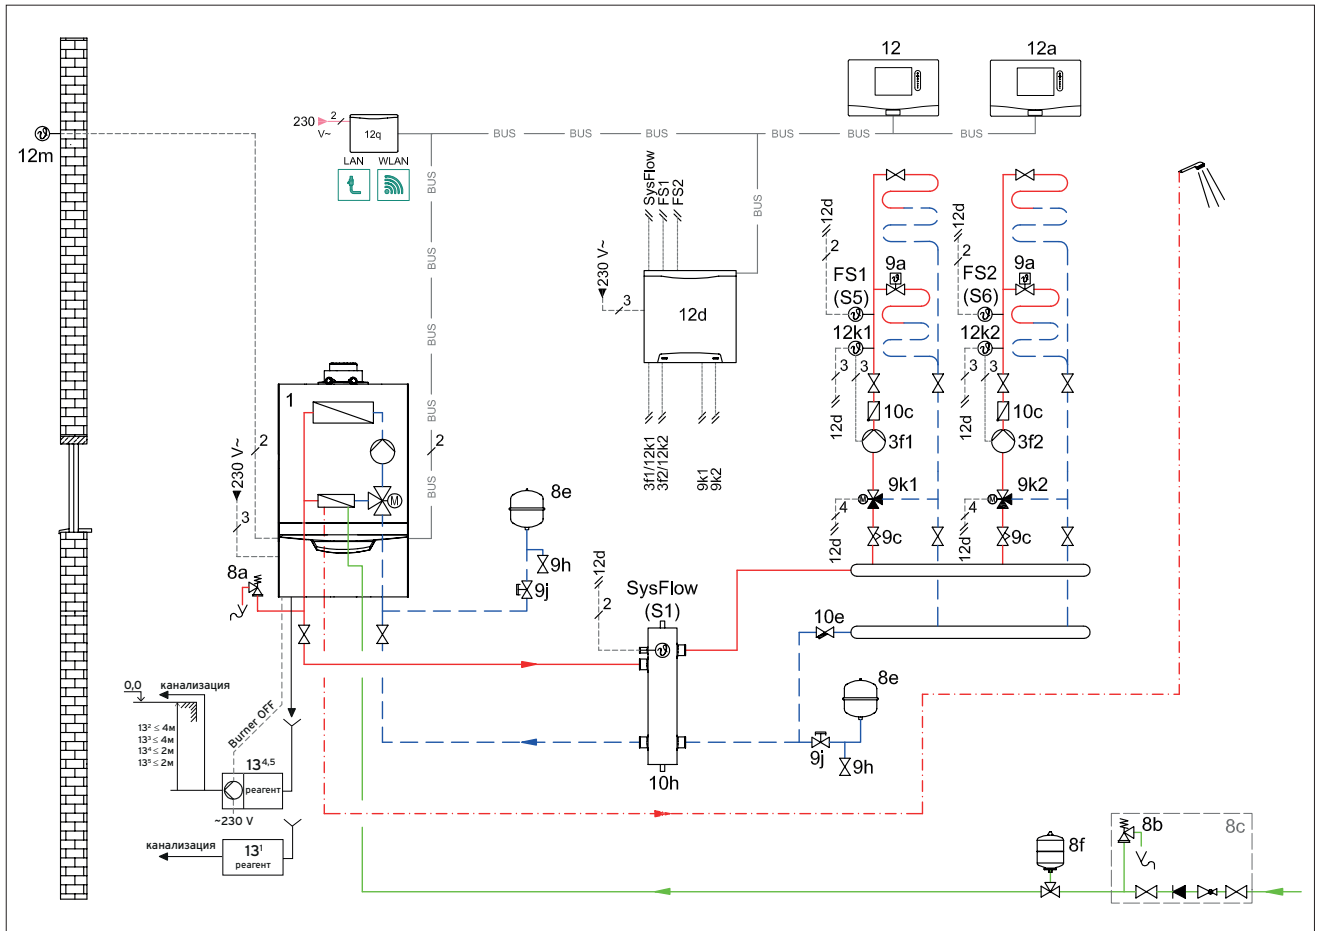 12
12a
230
V~
2
12q
BUS
BUS
BUS
BUS
BUS
BUS
12m
LAN
WLAN
BUS
BUS
BUS
BUS
BUS
SysFlow
FS1
FS2
230 V~
3
12d
3f1/12k1
3f2/12k2
9k1
9k2
12d
2
FS1
(S5)
9a
12k1
3
3
12d
10c
3f1
9k1
M
4
12d
9c
12d
2
FS2
(S6)
9a
12k2
3
3
12d
10c
3f2
9k2
M
4
12d
9c
1
M
2
2
230 V~
3
8a
8e
9h
9j
12d
2
SysFlow
(S1)
10e
8e
9j
9h
10h
0,0
канализация
13² ≤ 4м
13³ ≤ 4м
13⁴ ≤ 2м
13⁵ ≤ 2м
Burner OFF
13⁴,⁵
реагент
~230 V
канализация
13¹
реагент
8f
8b
8c